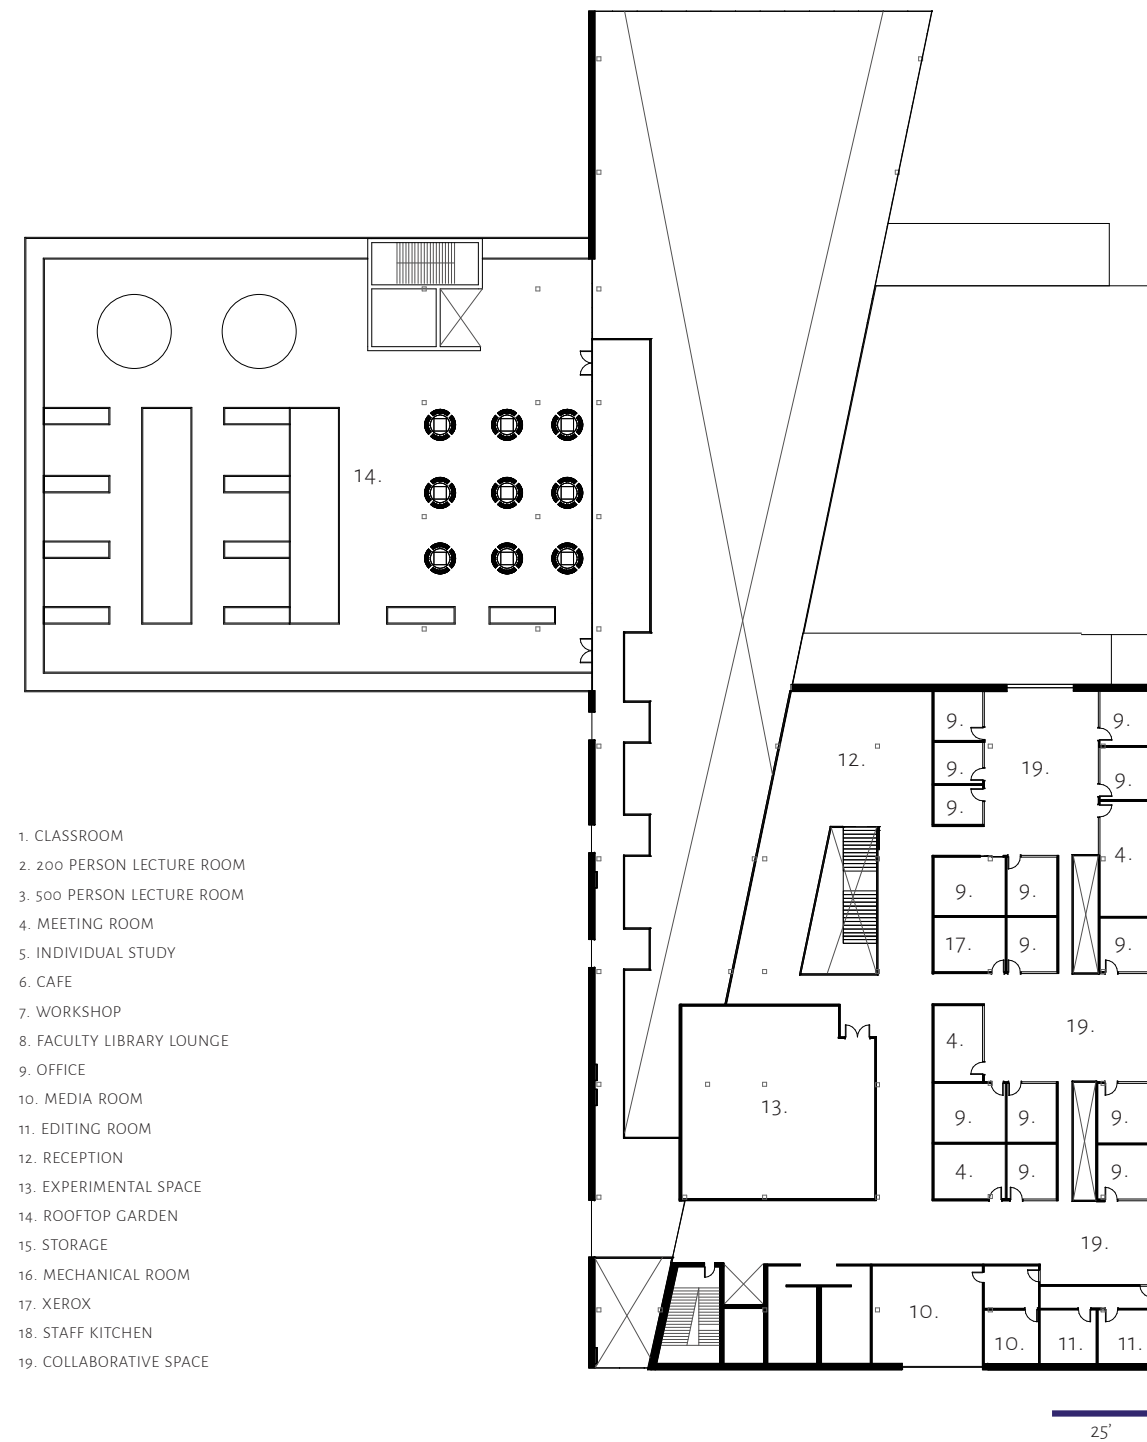 14.
9.
9.
12.
9.
19.
9.
9.
4.
9.
9.
17.
9.
9.
19.
4.
13.
9.
9.
9.
4.
9.
9.
19.
10.
10.
11.
11.
1. CLASSROOM
2. 200 PERSON LECTURE ROOM
3. 500 PERSON LECTURE ROOM
4. MEETING ROOM
5. INDIVIDUAL STUDY
6. CAFE
7. WORKSHOP
8. FACULTY LIBRARY LOUNGE
9. OFFICE
10. MEDIA ROOM
11. EDITING ROOM
12. RECEPTION
13. EXPERIMENTAL SPACE
14. ROOFTOP GARDEN
15. STORAGE
16. MECHANICAL ROOM
17. XEROX
18. STAFF KITCHEN
19. COLLABORATIVE SPACE
25'